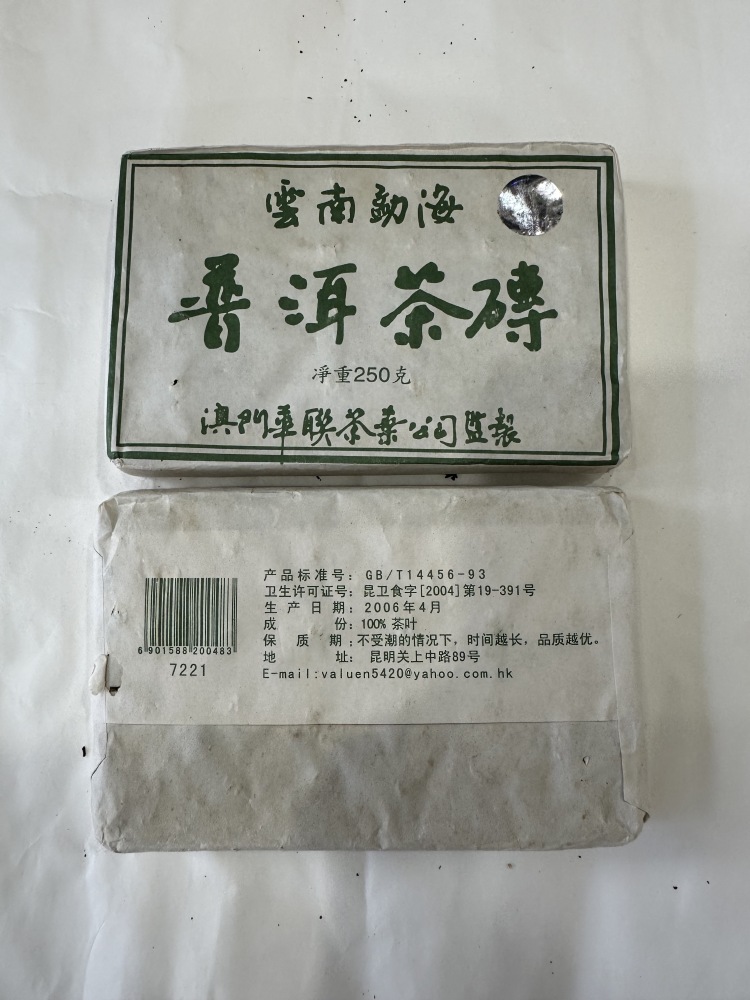 雲南勐海
普洱茶磚
净重250克
澳門華聯茶葉公司監製
产品标准号：GB/T14456-93
卫生许可证号：昆卫食字[2004]第19-391号
生产日期：2006年4月
成份：100% 茶叶
保质期：不受潮的情况下，时间越长，品质越优。
地址：昆明关上中路89号
E-mail:valuen5420@yahoo.com.hk
6 901588 200483
7221